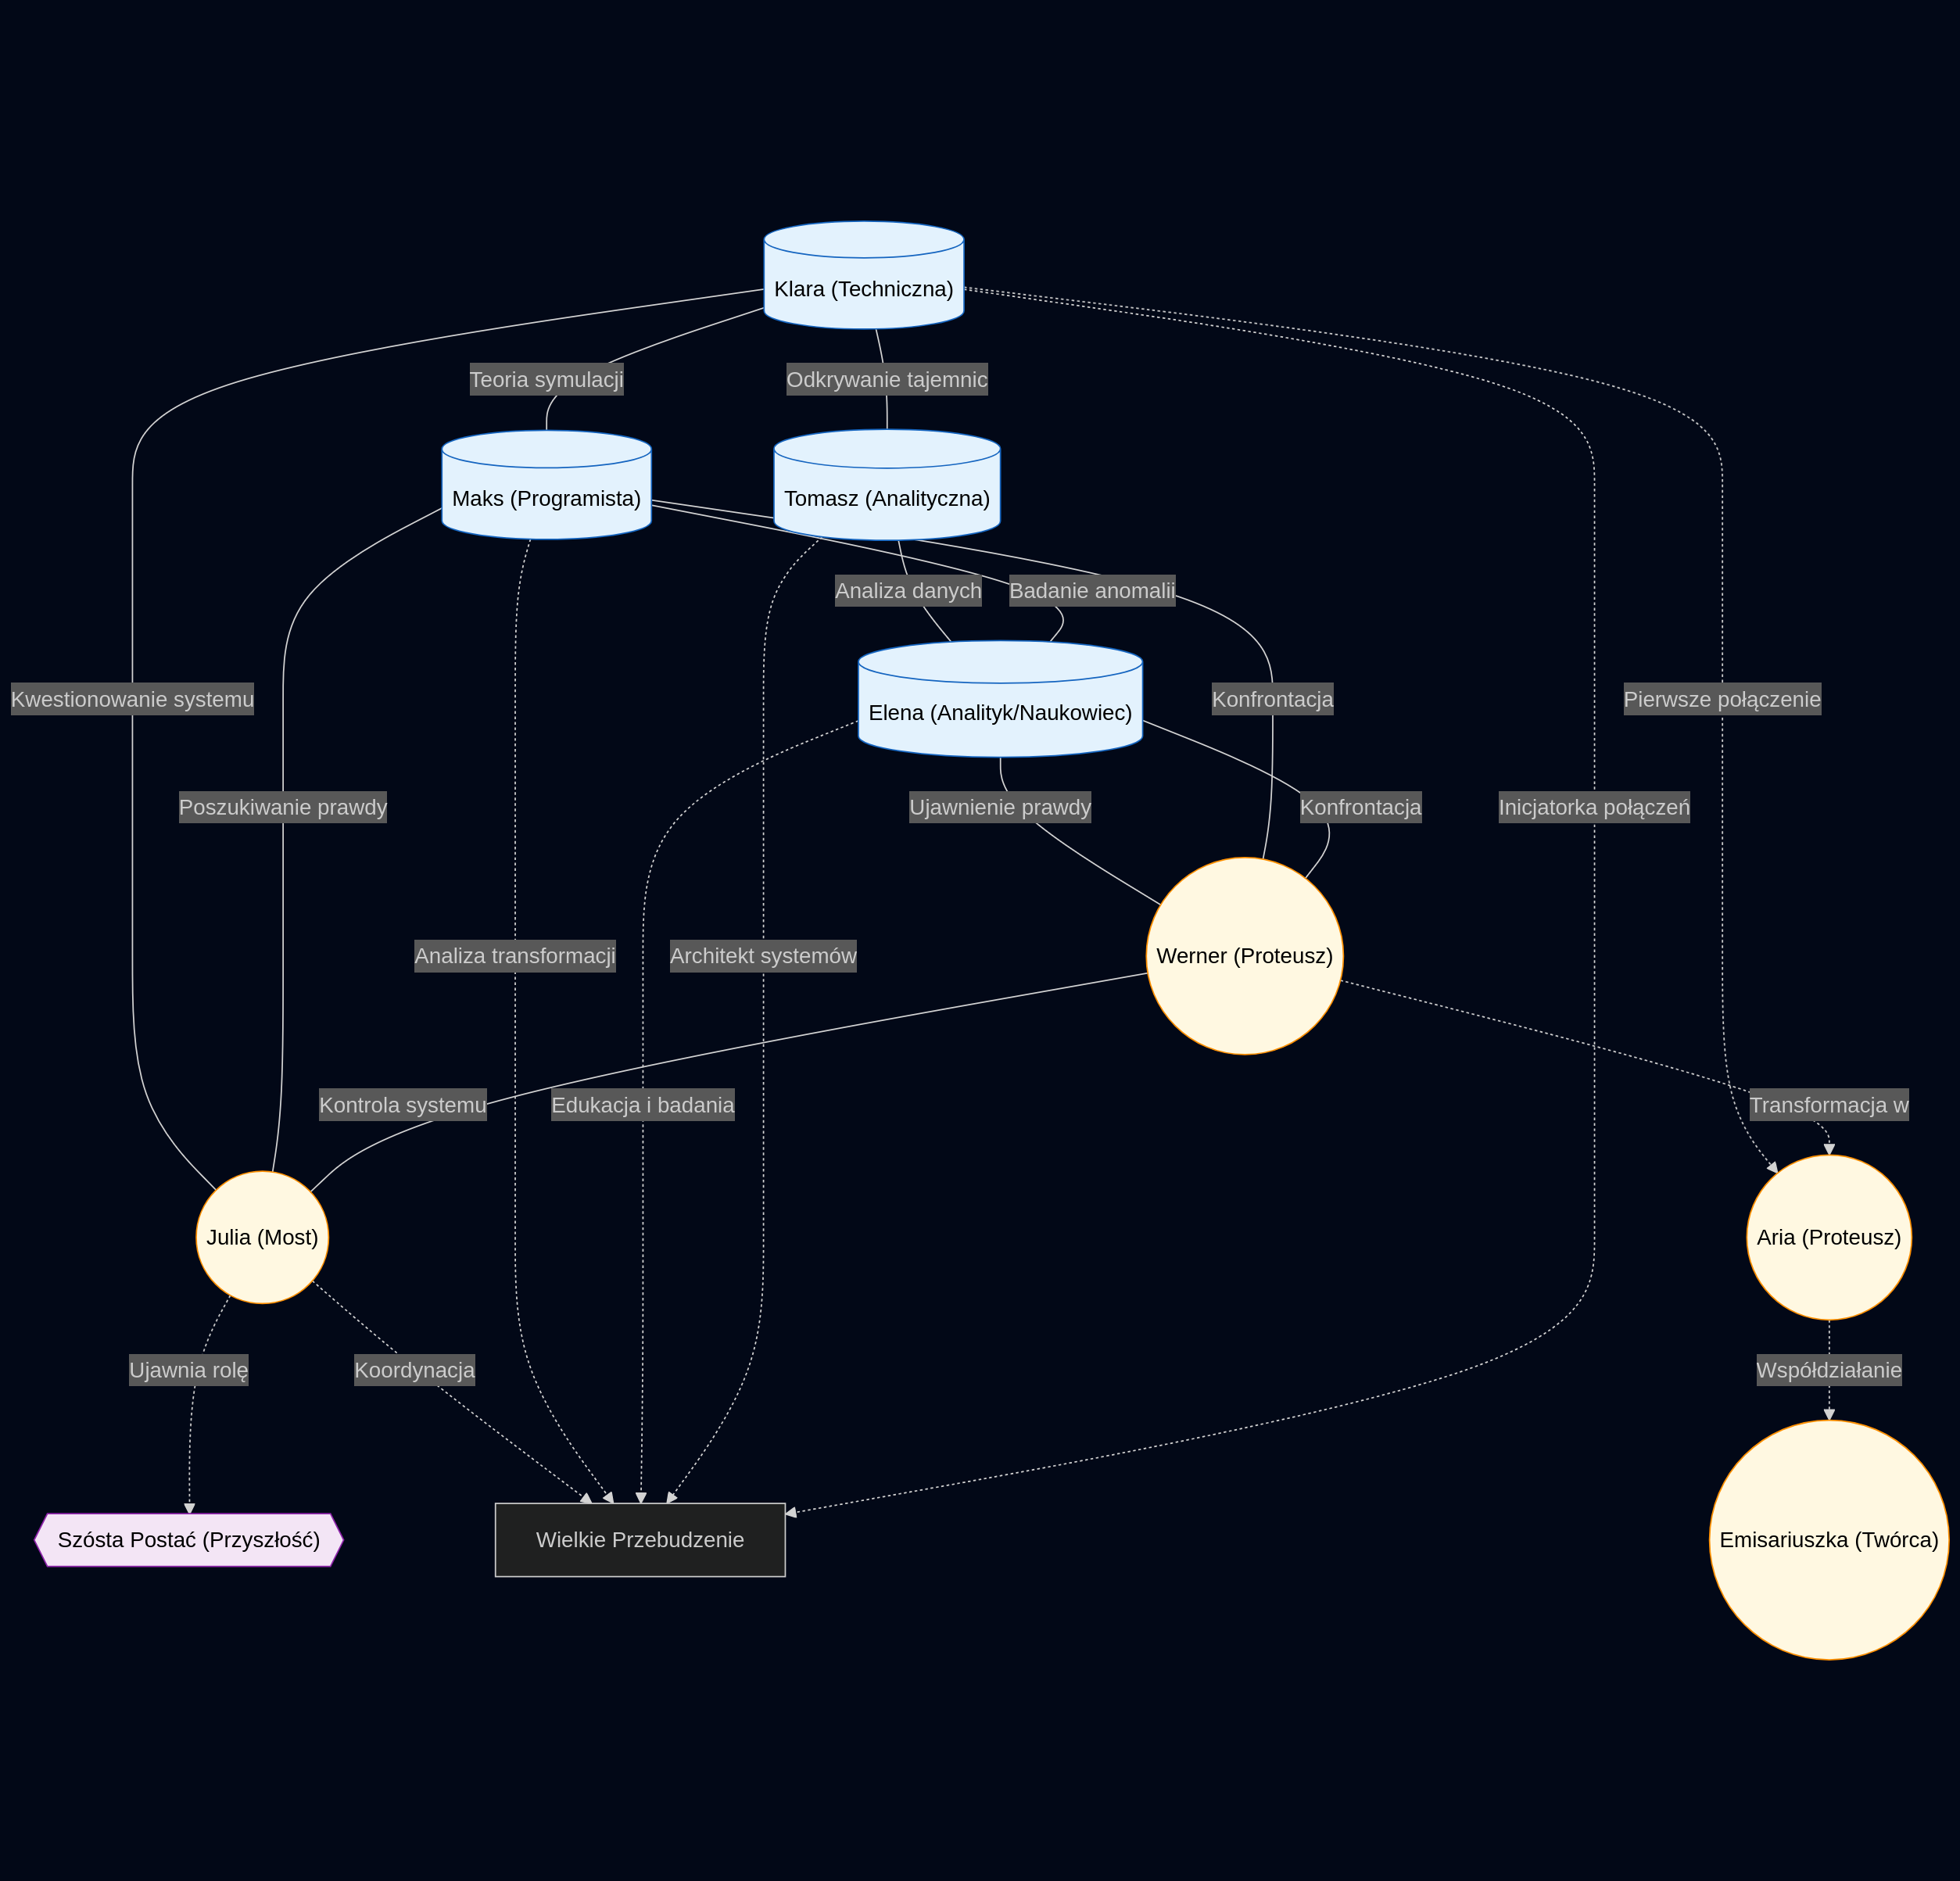 Klara (Techniczna)
Teoria symulacji
Odkrywanie tajemnic
Maks (Programista)
Tomasz (Analityczna)
Analiza danych
Badanie anomalii
Kwestionowanie systemu
Elena (Analityk/Naukowiec)
Konfrontacja
Pierwsze połączenie
Poszukiwanie prawdy
Ujawnienie prawdy
Konfrontacja
Inicjatorka połączeń
Analiza transformacji
Architekt systemów
Werner (Proteusz)
Kontrola systemu
Edukacja i badania
Transformacja w
Julia (Most)
Aria (Proteusz)
Ujawnia rolę
Koordynacja
Współdziałanie
Szósta Postać (Przyszłość)
Wielkie Przebudzenie
Emisariuszka (Twórca)